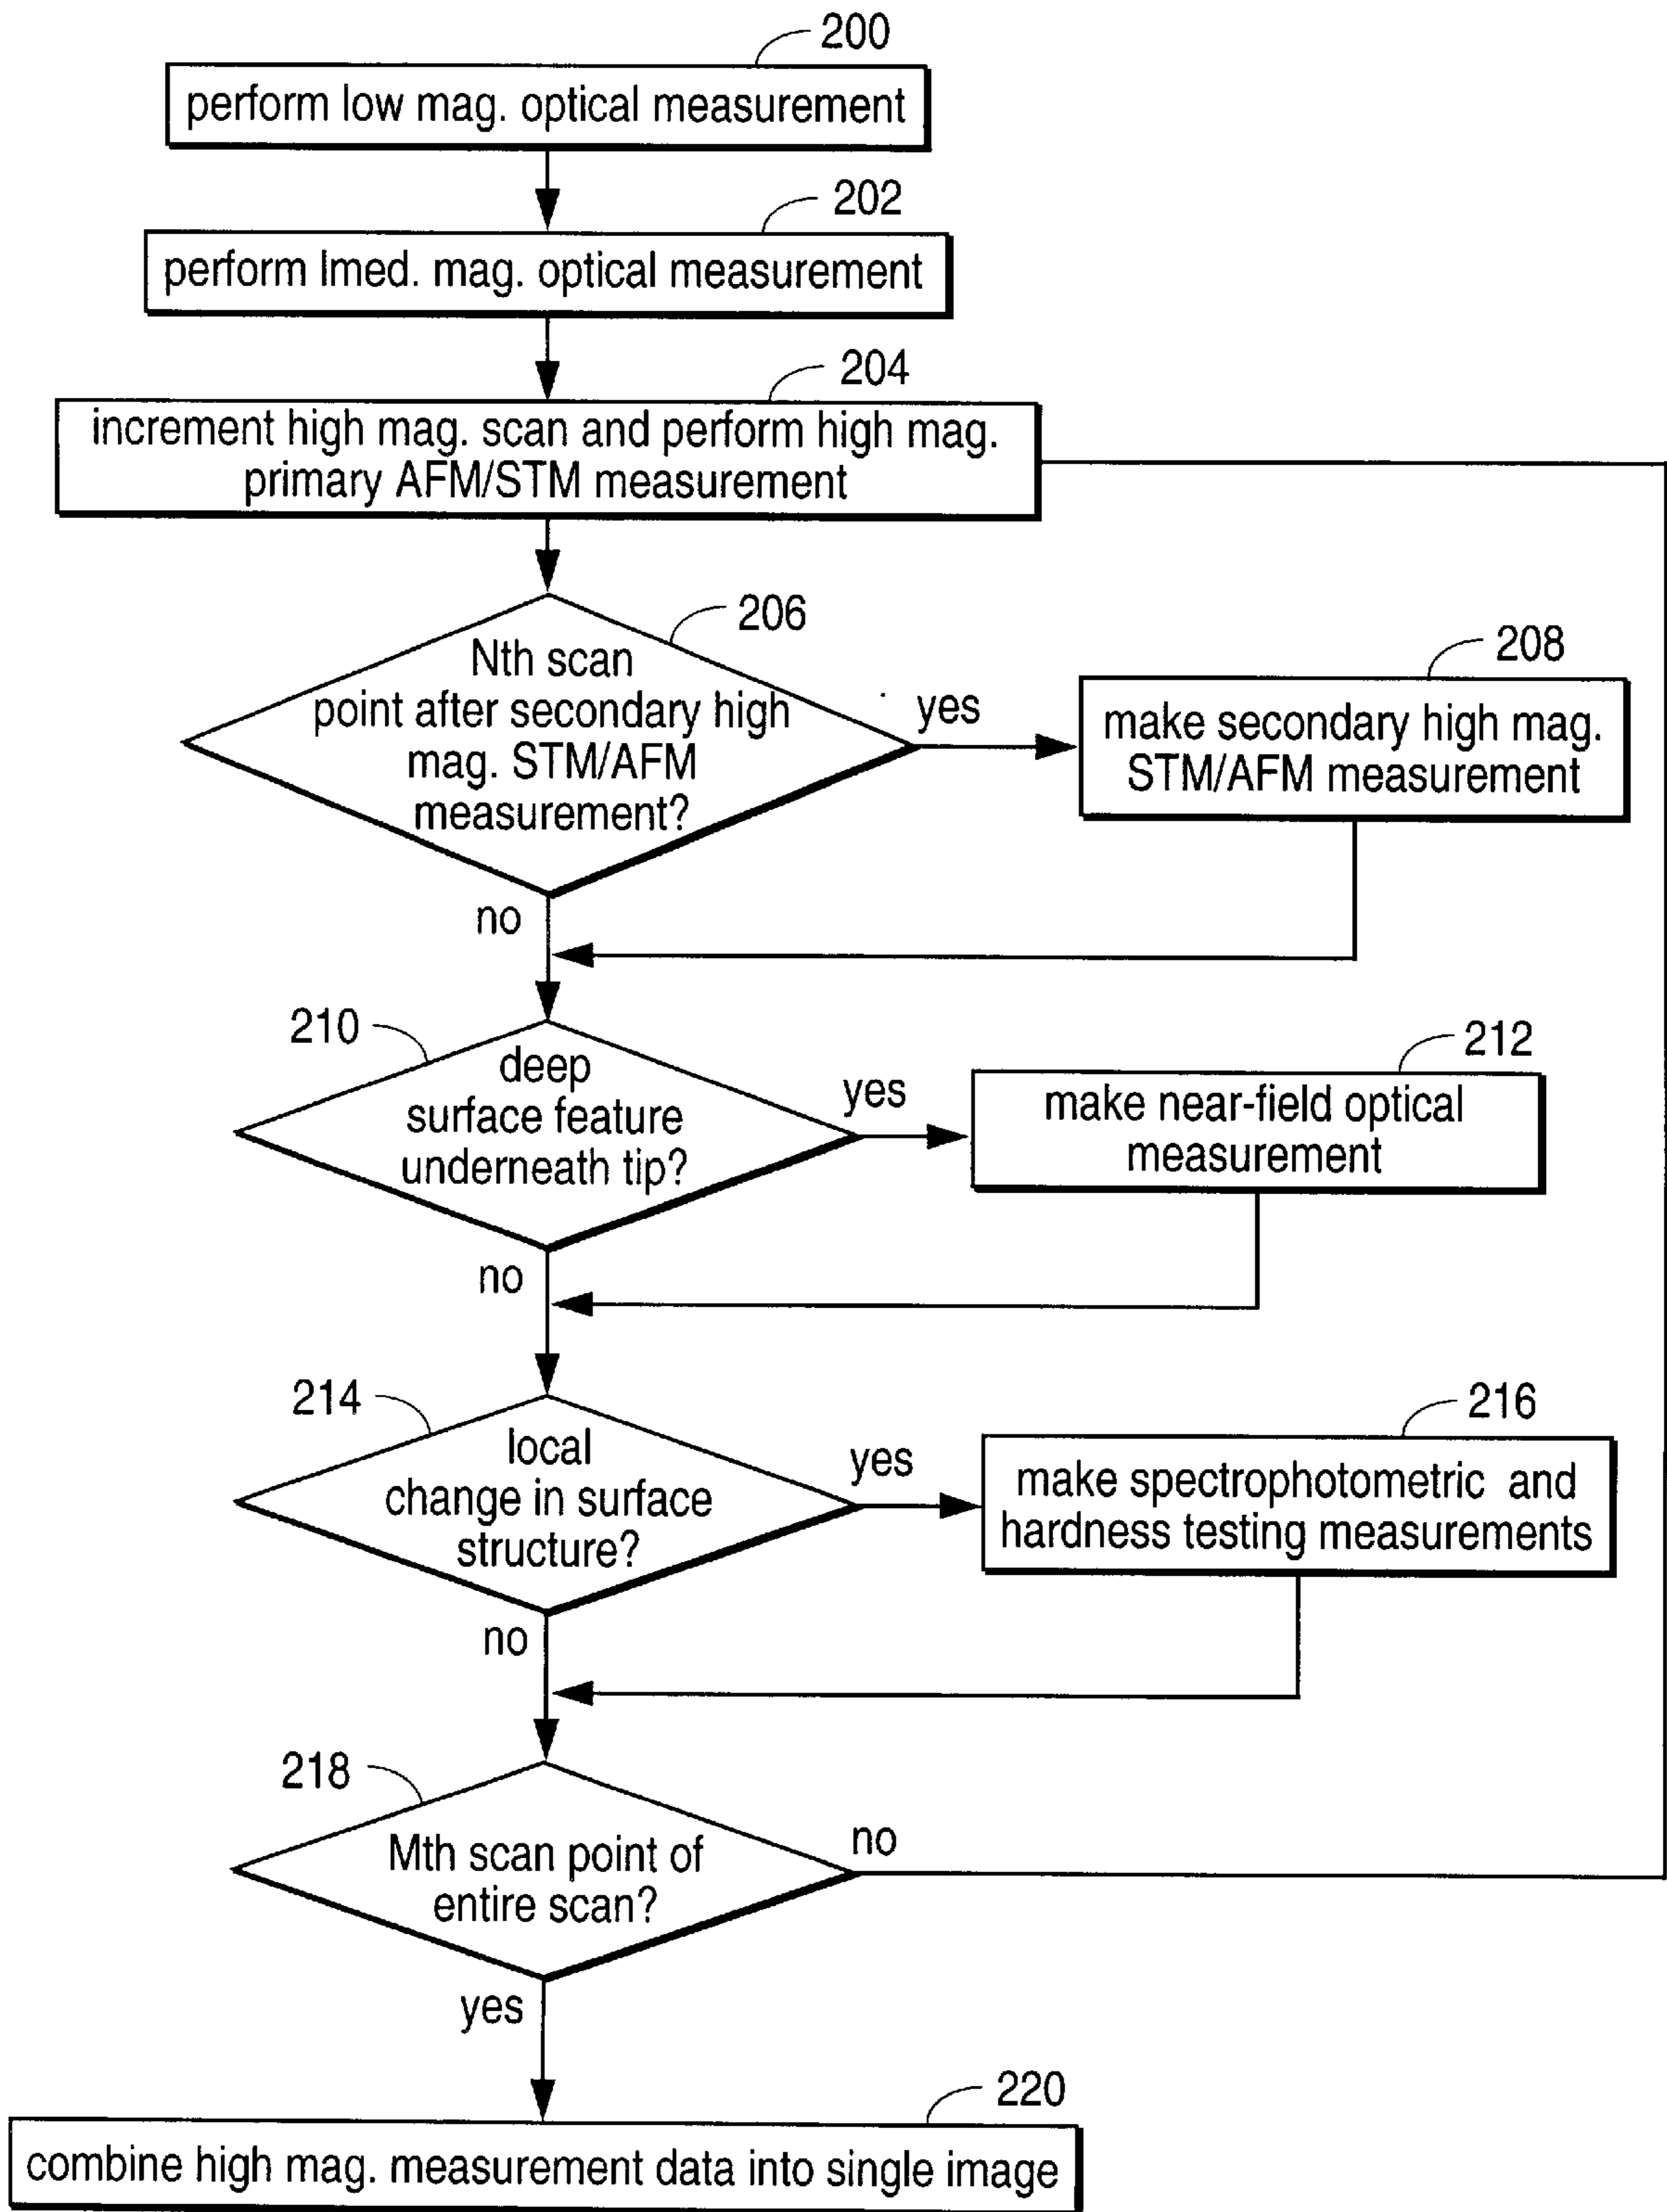 200
perform low mag. optical measurement
202
perform Imed. mag. optical measurement
204
increment high mag. scan and perform high mag.
primary AFM/STM measurement
206
Nth scan
point after secondary high
mag. STM/AFM
measurement?
yes
208
make secondary high mag.
STM/AFM measurement
no
210
deep
surface feature
underneath tip?
yes
212
make near-field optical
measurement
no
214
local
change in surface
structure?
yes
216
make spectrophotometric and
hardness testing measurements
no
218
Mth scan point of
entire scan?
no
yes
220
combine high mag. measurement data into single image